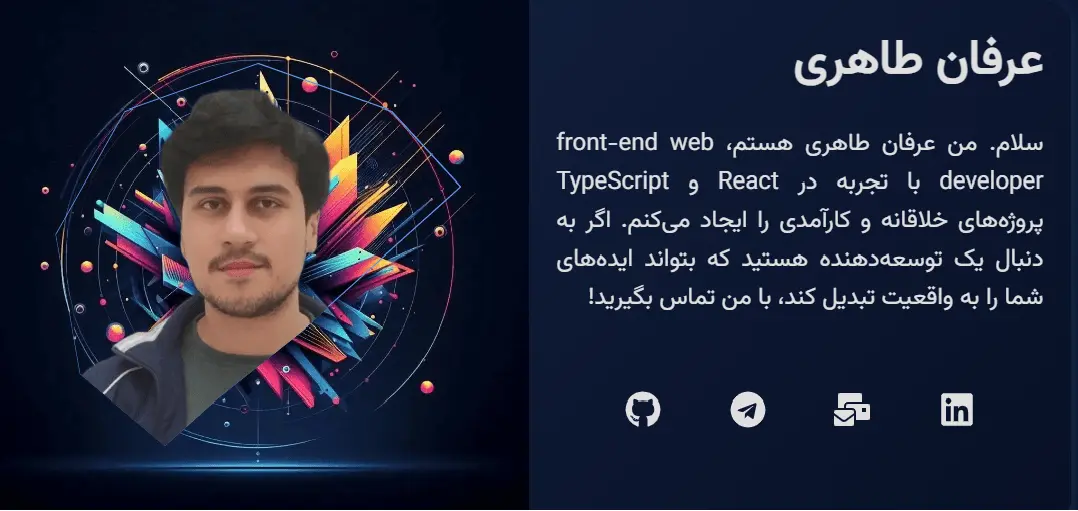 عرفان طاهری
سلام. من عرفان طاهری هستم، front-end web
developer با تجربه در React و TypeScript
پروژه‌های خلاقانه و کارآمدی را ایجاد می‌کنم. اگر به
دنبال یک توسعه‌دهنده هستید که بتواند ایده‌های
شما را به واقعیت تبدیل کند، با من تماس بگیرید!
in